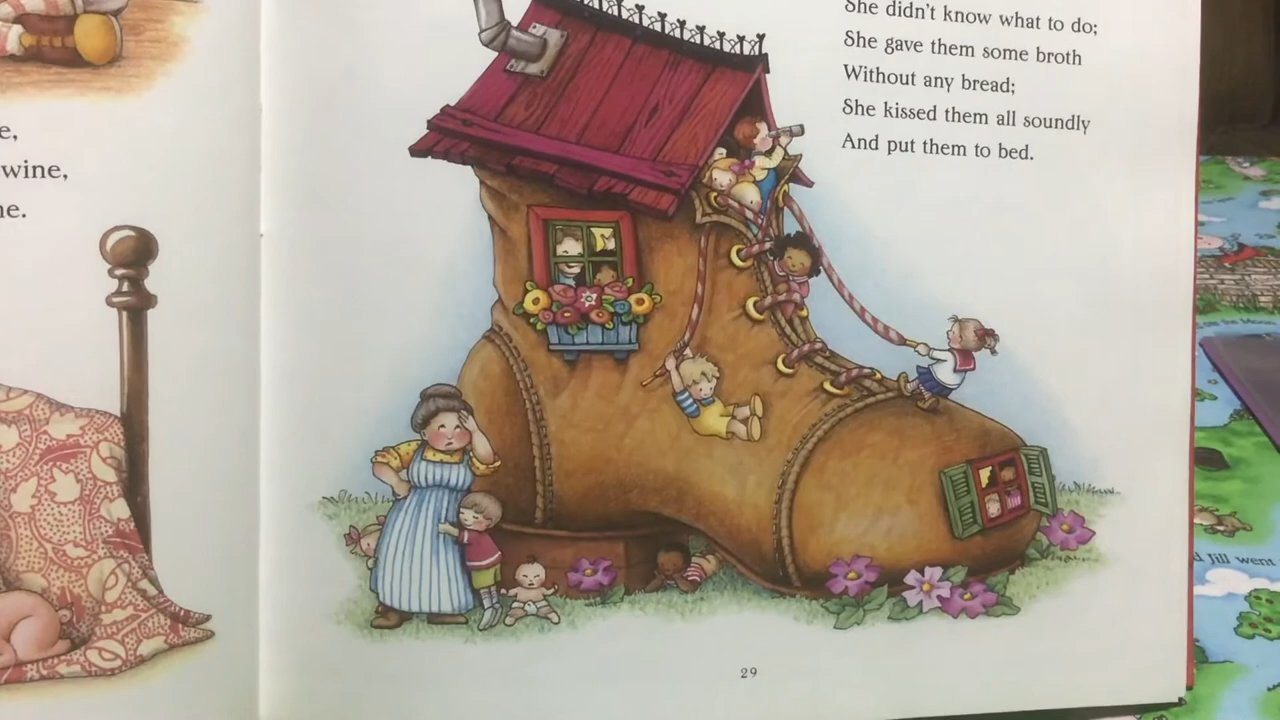 e,
wine,
ne.
She didn't know what to do;
She gave them some broth
Without any bread;
She kissed them all soundly
And put them to bed.
29
d Jill went